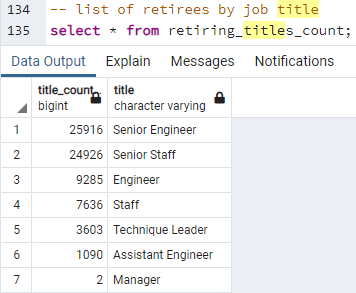 134 -- list of retirees by job title
135 select * from retiring_titles_count;
Data Output Explain Messages Notifications
title_count title
bigint character varying
1 25916 Senior Engineer
2 24926 Senior Staff
3 9285 Engineer
4 7636 Staff
5 3603 Technique Leader
6 1090 Assistant Engineer
7 2 Manager